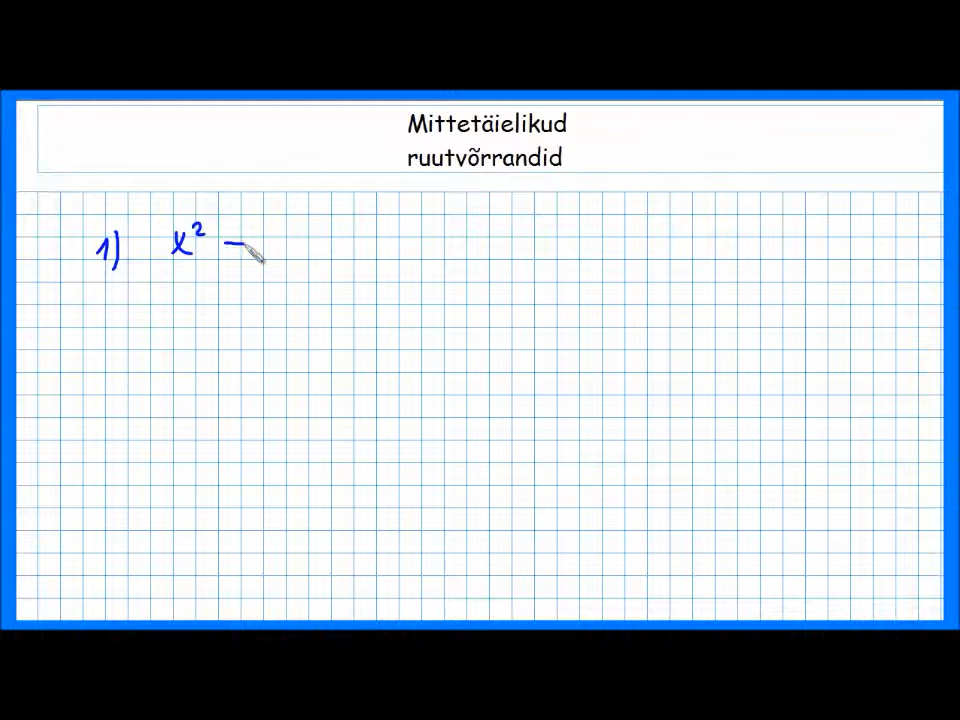 Mittetäielikud
ruutvõrrandid
1) x² –